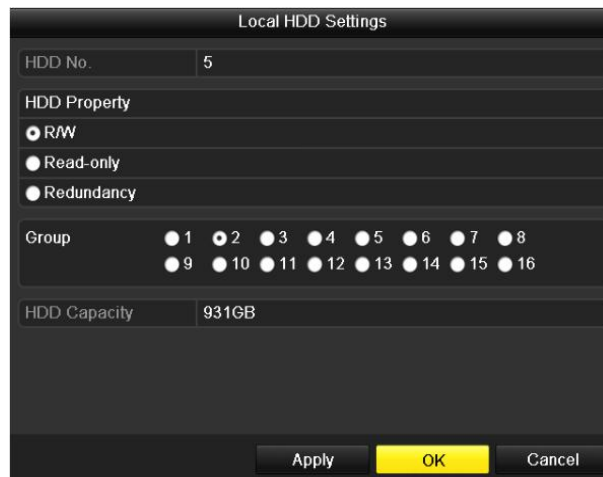 Local HDD Settings
HDD No. 5
HDD Property
R/W
Read-only
Redundancy
Group 1 2 3 4 5 6 7 8
9 10 11 12 13 14 15 16
HDD Capacity 931GB
Apply OK Cancel